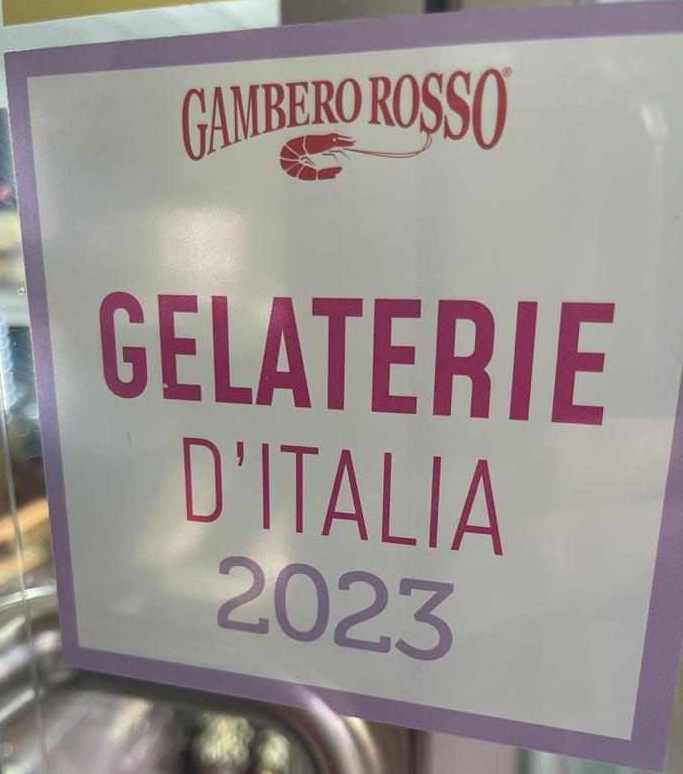 GAMBERO ROSSO®
GELATERIE
D'ITALIA
2023